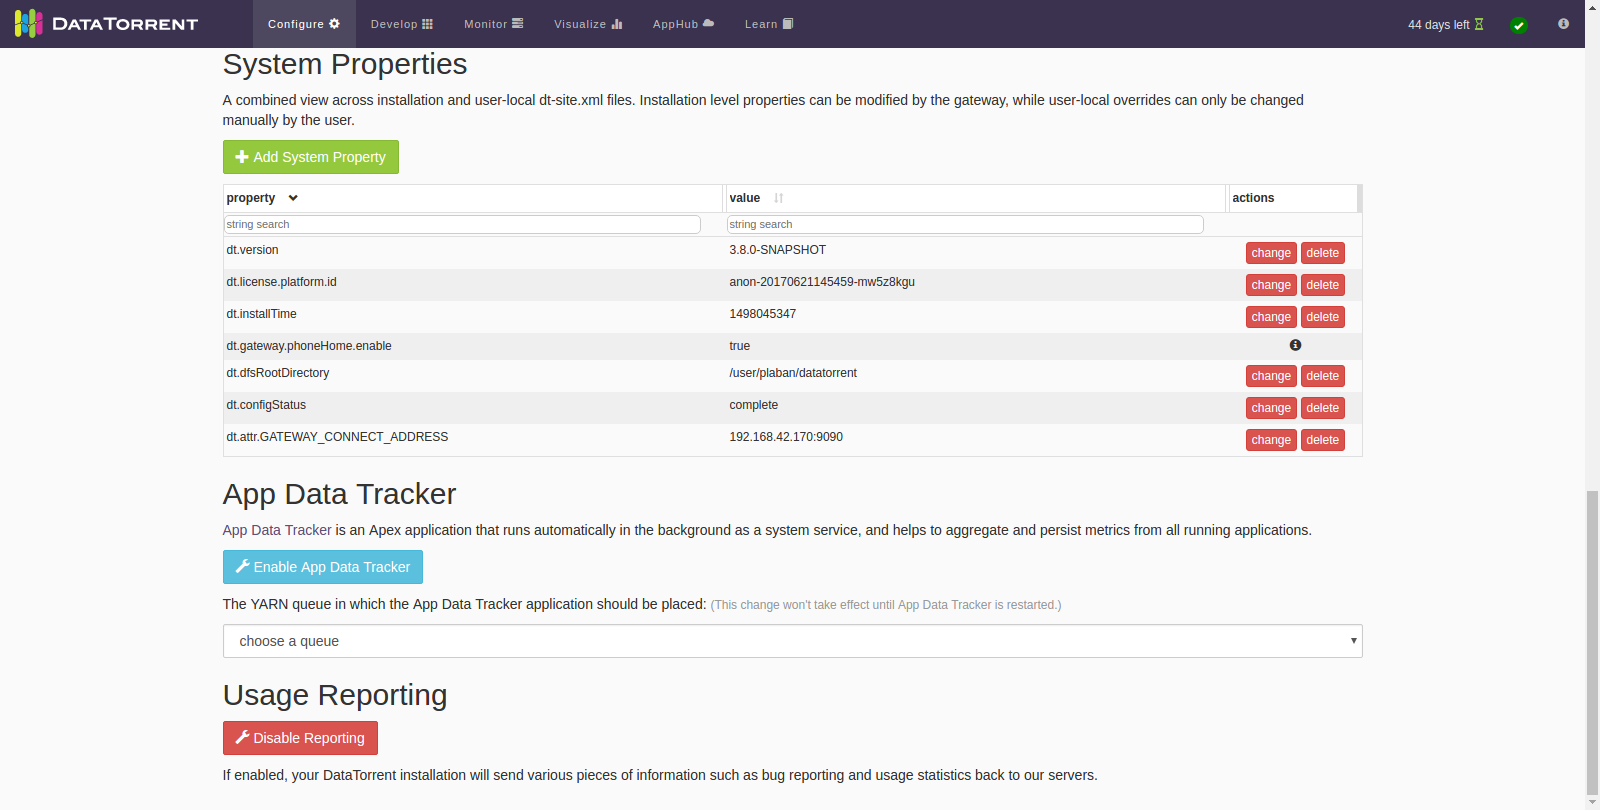 DATATORRENT Configure Develop Monitor Visualize AppHub Learn 44 days left
System Properties
A combined view across installation and user-local dt-site.xml files. Installation level properties can be modified by the gateway, while user-local overrides can only be changed
manually by the user.
Add System Property
property value actions
string search string search
dt.version 3.8.0-SNAPSHOT change delete
dt.license.platform.id anon-20170621145459-mw5z8kgu change delete
dt.installTime 1498045347 change delete
dt.gateway.phoneHome.enable true
dt.dfsRootDirectory /user/plaban/datatorrent change delete
dt.configStatus complete change delete
dt.attr.GATEWAY_CONNECT_ADDRESS 192.168.42.170:9090 change delete
App Data Tracker
App Data Tracker is an Apex application that runs automatically in the background as a system service, and helps to aggregate and persist metrics from all running applications.
Enable App Data Tracker
The YARN queue in which the App Data Tracker application should be placed: (This change won't take effect until App Data Tracker is restarted.)
choose a queue
Usage Reporting
Disable Reporting
If enabled, your DataTorrent installation will send various pieces of information such as bug reporting and usage statistics back to our servers.